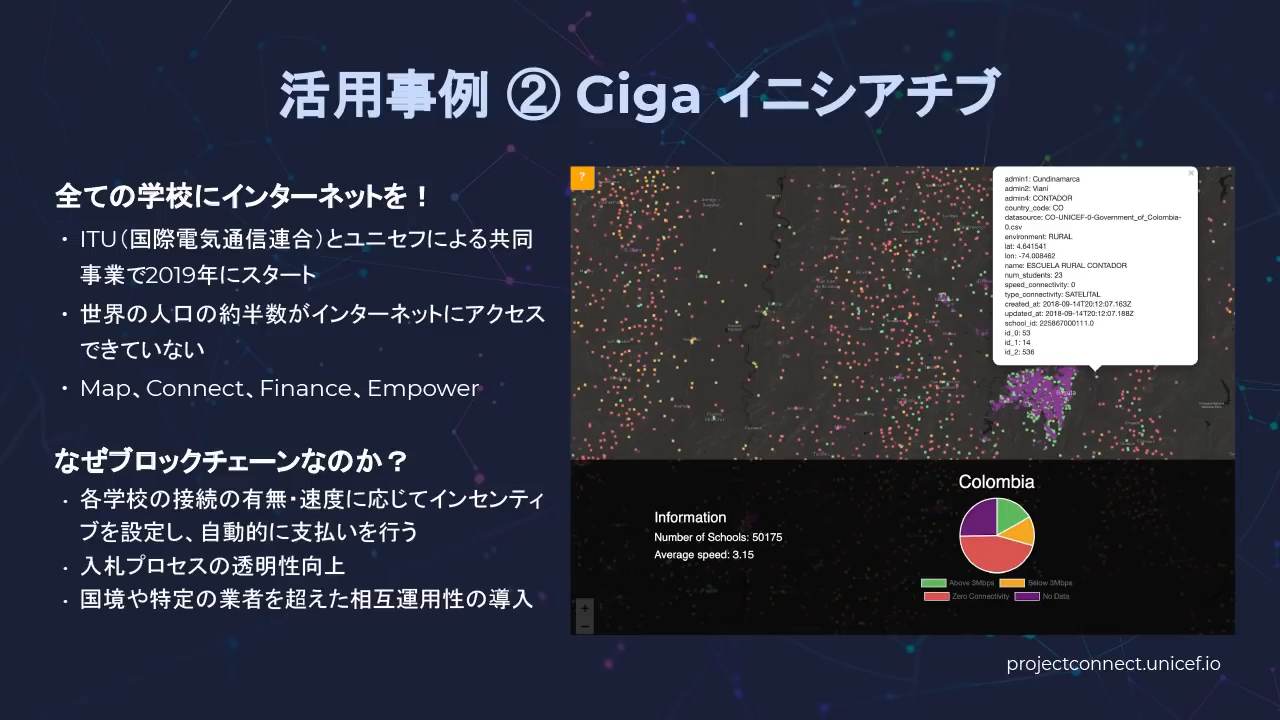 活用事例 ② Giga イニシアチブ
全ての学校にインターネットを！
・ ITU（国際電気通信連合）とユニセフによる共同
事業で2019年にスタート
・ 世界の人口の約半数がインターネットにアクセス
できていない
・ Map、Connect、Finance、Empower
なぜブロックチェーンなのか？
・ 各学校の接続の有無・速度に応じてインセンティ
ブを設定し、自動的に支払いを行う
・ 入札プロセスの透明性向上
・ 国境や特定の業者を超えた相互運用性の導入
?
×
admin1: Cundinamarca
admin2: Viani
admin4: CONTADOR
country_code: CO
datasource: CO-UNICEF-0-Government_of_Colombia-
0.csv
environment: RURAL
lat: 4.641541
lon: -74.008462
name: ESCUELA RURAL CONTADOR
num_students: 23
speed_connectivity: 0
type_connectivity: SATELITAL
created_at: 2018-09-14T20:12:07.163Z
updated_at: 2018-09-14T20:12:07.188Z
school_id: 225867000111.0
id_0: 53
id_1: 14
id_2: 536
Colombia
Information
Number of Schools: 50175
Average speed: 3.15
Above 3Mbps
Below 3Mbps
Zero Connectivity
No Data
+
−
projectconnect.unicef.io